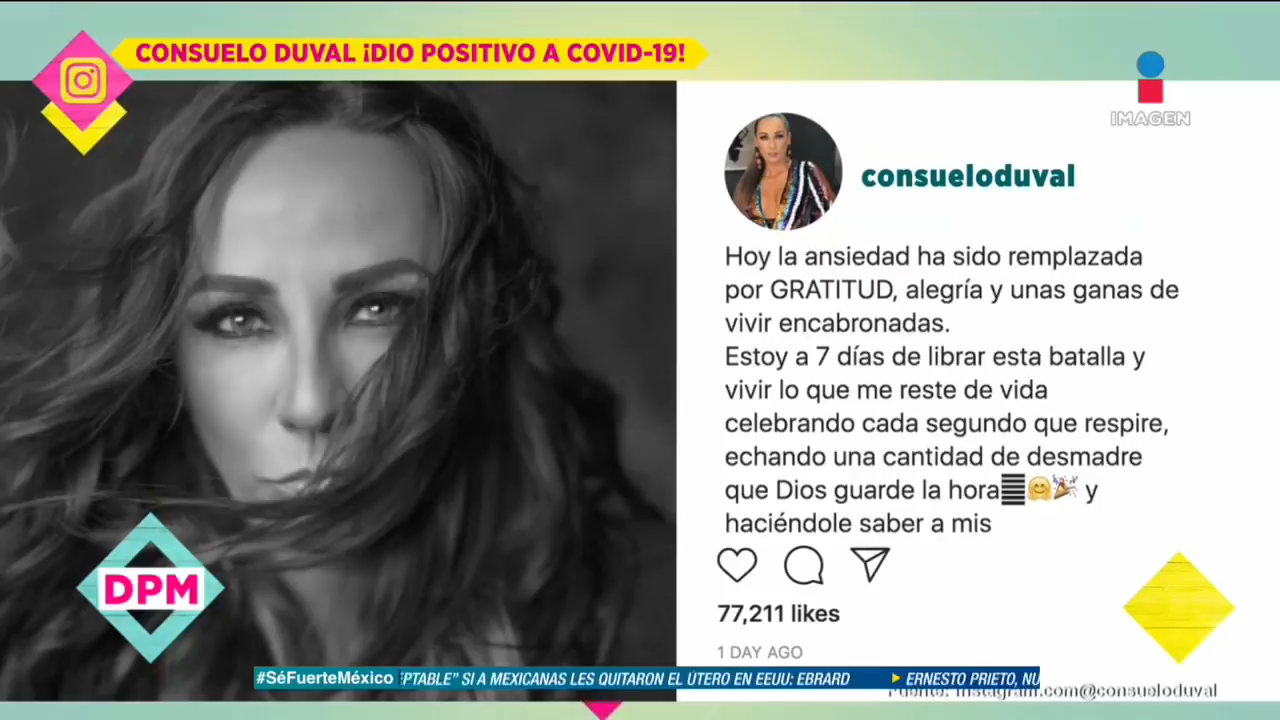 CONSUELO DUVAL ¡DIO POSITIVO A COVID-19!
IMAGEN
consueloduval
Hoy la ansiedad ha sido remplazada
por GRATITUD, alegría y unas ganas de
vivir encabronadas.
Estoy a 7 días de librar esta batalla y
vivir lo que me reste de vida
celebrando cada segundo que respire,
echando una cantidad de desmadre
que Dios guarde la hora🤗🎉 y
haciéndole saber a mis
DPM
77,211 likes
1 DAY AGO
#SéFuerteMéxico PTABLE" SI A MEXICANAS LES QUITARON EL ÚTERO EN EEUU: EBRARD ERNESTO PRIETO, NU
Fuente: Instagram.com@consueloduval